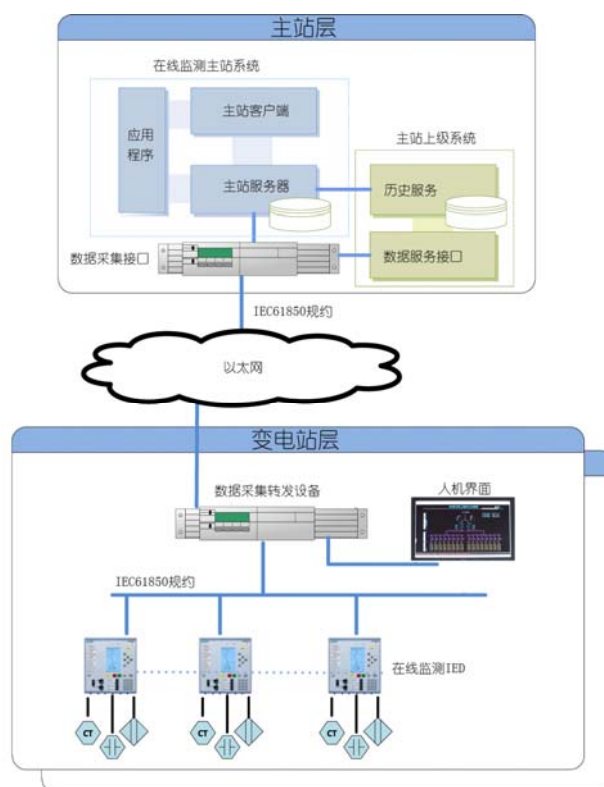 主站层
在线监测主站系统
应用
程序
主站客户端
主站服务器
主站上级系统
历史服务
数据服务接口
数据采集接口
IEC61850规约
以太网
变电站层
数据采集转发设备
人机界面
IEC61850规约
在线监测IED
CT
CT
CT